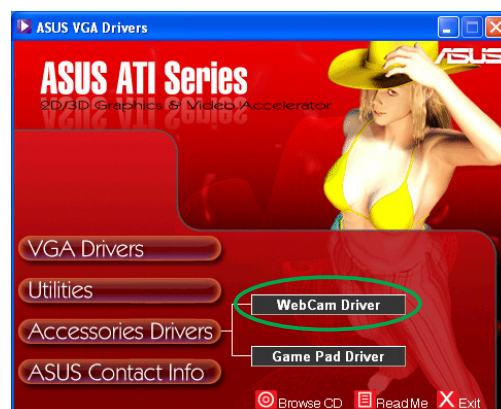 ASUS VGA Drivers
ASUS
ASUS ATI Series
2D/3D Graphics & Video Accelerator
VGA Drivers
Utilities
WebCam Driver
Accessories Drivers
Game Pad Driver
ASUS Contact Info
Browse CD ReadMe Exit